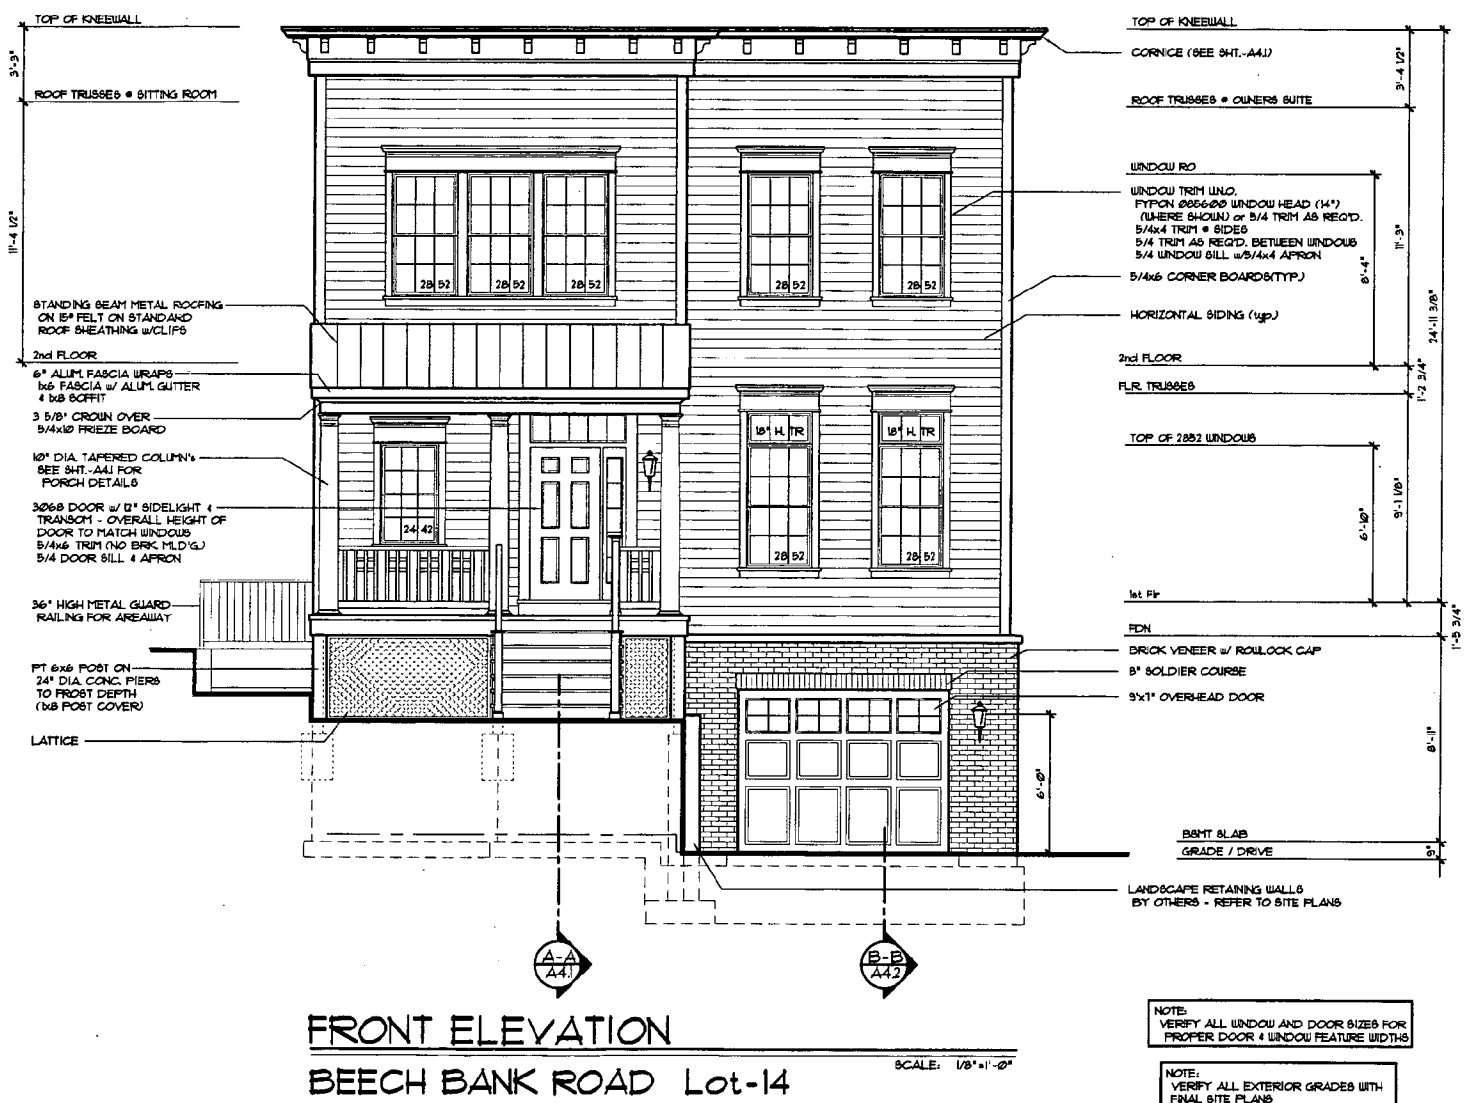 TOP OF KNEEWALL
3'-3"
ROOF TRUSSES @ SITTING ROOM
11'-4 1/2"
STANDING SEAM METAL ROOFING
ON 15# FELT ON STANDARD
ROOF SHEATHING w/CLIPS
2nd FLOOR
6" ALUM. FASCIA WRAPS
1x6 FASCIA w/ ALUM. GUTTER
& 1x8 SOFFIT
3 5/8" CROWN OVER
5/4x10 FRIEZE BOARD
10" DIA. TAPERED COLUMN's
SEE SHT.-A4.1 FOR
PORCH DETAILS
3068 DOOR w/ 12" SIDELIGHT &
TRANSOM - OVERALL HEIGHT OF
DOOR TO MATCH WINDOWS
5/4x6 TRIM (NO BRK. MLD'G.)
5/4 DOOR SILL & APRON
36" HIGH METAL GUARD
RAILING FOR AREAWAY
PT 6x6 POST ON
24" DIA. CONC. PIERS
TO FROST DEPTH
(1x8 POST COVER)
LATTICE
28 52
28 52
28 52
28 52
28 52
18" H. TR
18" H. TR
24 42
28 52
28 52
6'-0"
A-A
A4.1
B-B
A4.2
TOP OF KNEEWALL
CORNICE (SEE SHT.-A4.1)
3'-4 1/2"
ROOF TRUSSES @ OWNERS SUITE
WINDOW RO
WINDOW TRIM U.N.O.
FYPON WINDOW HEAD (14")
(WHERE SHOWN) or 5/4 TRIM AS REQ'D.
5/4x4 TRIM @ SIDES
5/4 TRIM AS REQ'D. BETWEEN WINDOWS
5/4 WINDOW SILL w/5/4x4 APRON
11'-3"
8'-4"
5/4x6 CORNER BOARDS(TYP.)
HORIZONTAL SIDING (typ.)
24'-11 3/8"
2nd FLOOR
1'-2 3/4"
FLR. TRUSSES
TOP OF 2852 WINDOWS
9'-1 1/8"
6'-10"
1st Flr
1'-5 3/4"
FDN
BRICK VENEER w/ ROWLOCK CAP
8" SOLDIER COURSE
9'x7' OVERHEAD DOOR
8'-11"
BSMT SLAB
GRADE / DRIVE
9"
LANDSCAPE RETAINING WALLS
BY OTHERS - REFER TO SITE PLANS
FRONT ELEVATION
SCALE: 1/8"=1'-0"
BEECH BANK ROAD Lot-14
NOTE:
VERIFY ALL WINDOW AND DOOR SIZES FOR
PROPER DOOR & WINDOW FEATURE WIDTHS
NOTE:
VERIFY ALL EXTERIOR GRADES WITH
FINAL SITE PLANS